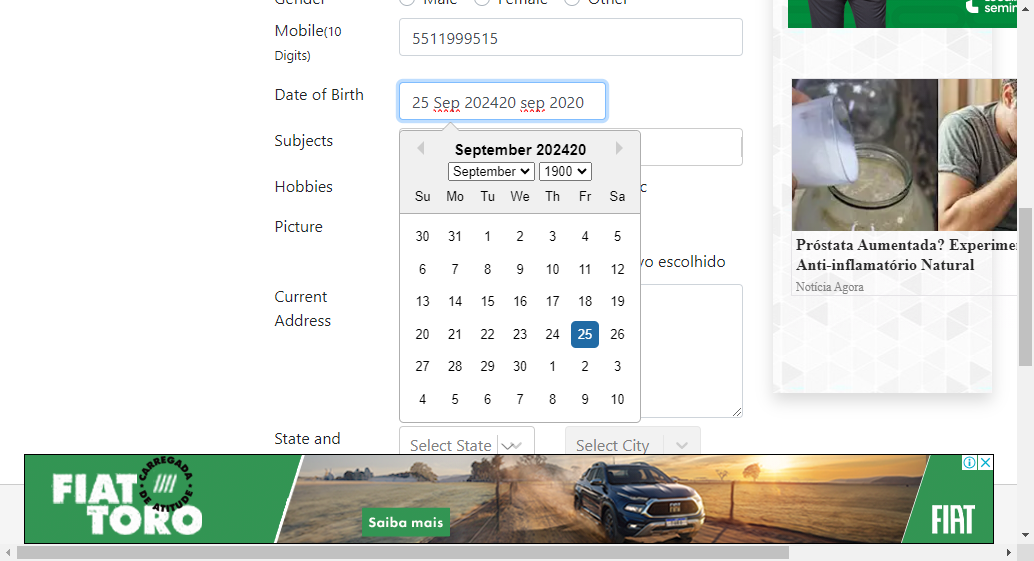 Gender Male Female Other
Mobile(10
Digits)
5511999515
Date of Birth
25 Sep 202420 sep 2020
Subjects
September 202420
September 1900
Su Mo Tu We Th Fr Sa
30 31 1 2 3 4 5
6 7 8 9 10 11 12
13 14 15 16 17 18 19
20 21 22 23 24 25 26
27 28 29 30 1 2 3
4 5 6 7 8 9 10
Hobbies
c
Picture
vo escolhido
Current
Address
State and
Select State
Select City
semin
Próstata Aumentada? Experime
Anti-inflamatório Natural
Notícia Agora
FIAT
TORO
CARREGADA
DE ATITUDE
Saiba mais
FIAT